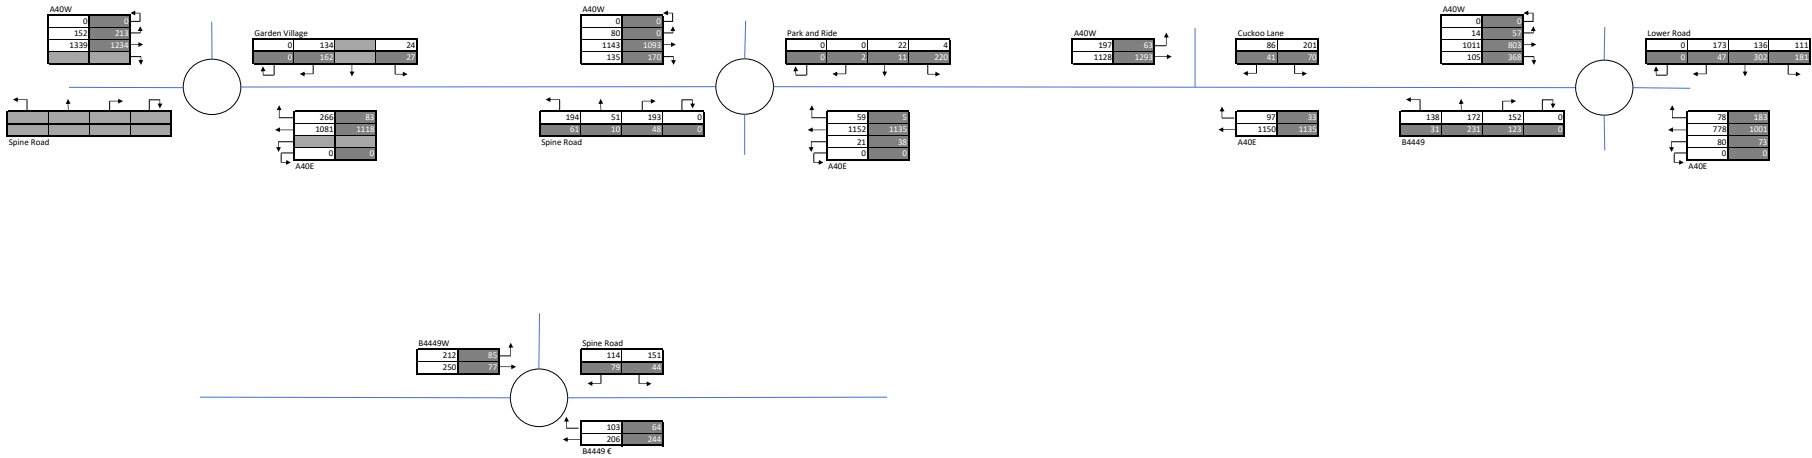 A40W
0 0
152 213
1339 1234
Garden Village
0 134 24
0 162 27
Spine Road
266 83
1081 1118
0 0
A40E
A40W
0 0
80 0
1143 1093
135 170
Park and Ride
0 0 22 4
0 2 11 220
194 51 193 0
61 10 48 0
Spine Road
59 5
1152 1135
21 38
0 0
A40E
A40W
197 63
1128 1293
Cuckoo Lane
86 201
41 70
97 33
1150 1135
A40E
A40W
0 0
14 57
1011 803
105 368
Lower Road
0 173 136 111
0 47 302 181
138 172 152 0
31 231 123 0
B4449
78 183
778 1001
80 73
0 0
A40E
B4449W
212 85
250 77
Spine Road
114 151
79 44
103 64
206 244
B4449 €